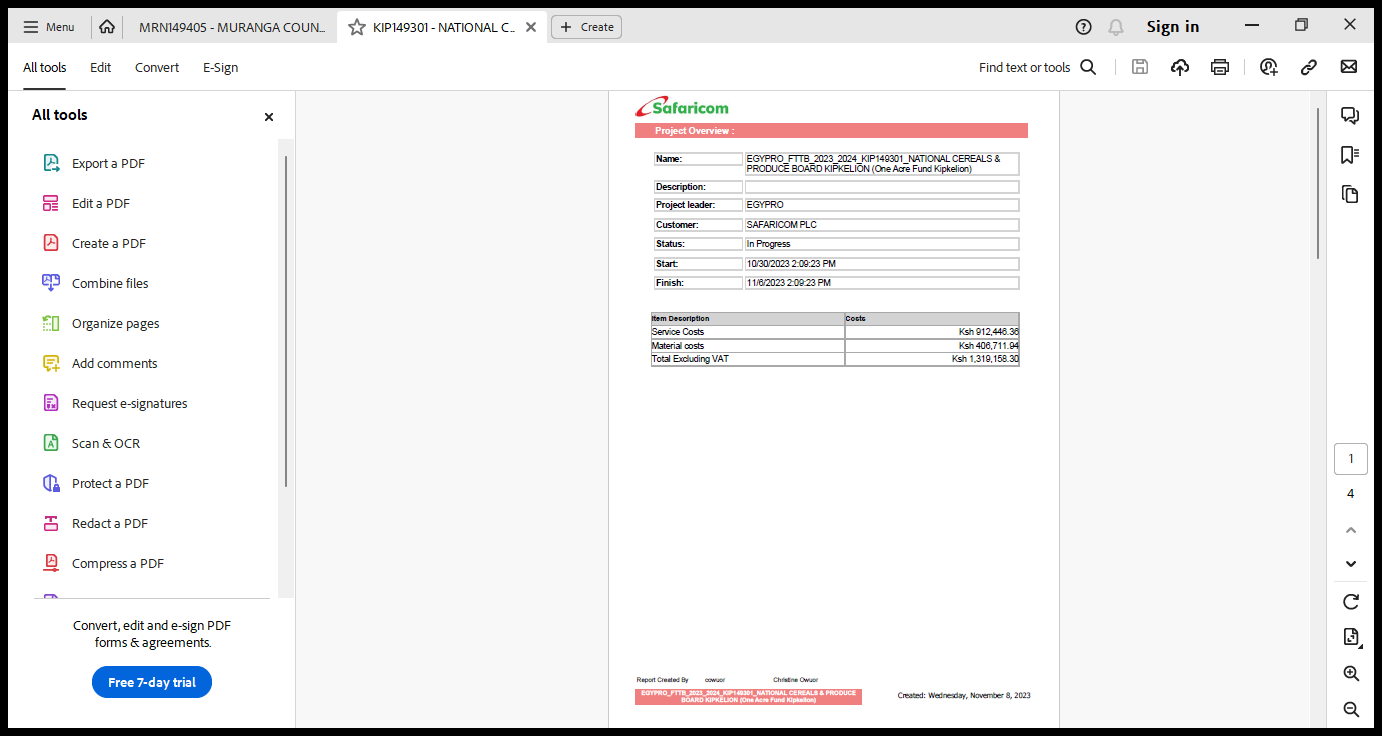 Menu
MRN149405 - MURANGA COUN...
KIP149301 - NATIONAL C...
Create
Sign in
All tools
Edit
Convert
E-Sign
Find text or tools
All tools
Export a PDF
Edit a PDF
Create a PDF
Combine files
Organize pages
Add comments
Request e-signatures
Scan & OCR
Protect a PDF
Redact a PDF
Compress a PDF
Convert, edit and e-sign PDF
forms & agreements.
Free 7-day trial
Safaricom
Project Overview :
Name: EGYPRO_FTTB_2023_2024_KIP149301_NATIONAL CEREALS &
PRODUCE BOARD KIPKELION (One Acre Fund Kipkelion)
Description:
Project leader: EGYPRO
Customer: SAFARICOM PLC
Status: In Progress
Start: 10/30/2023 2:09:23 PM
Finish: 11/6/2023 2:09:23 PM
Item Description Costs
Service Costs Ksh 912,446.36
Material costs Ksh 406,711.94
Total Excluding VAT Ksh 1,319,158.30
Report Created By cowuor Christine Owuor
EGYPRO_FTTB_2023_2024_KIP149301_NATIONAL CEREALS & PRODUCE
BOARD KIPKELION (One Acre Fund Kipkelion)
Created: Wednesday, November 8, 2023
1
4